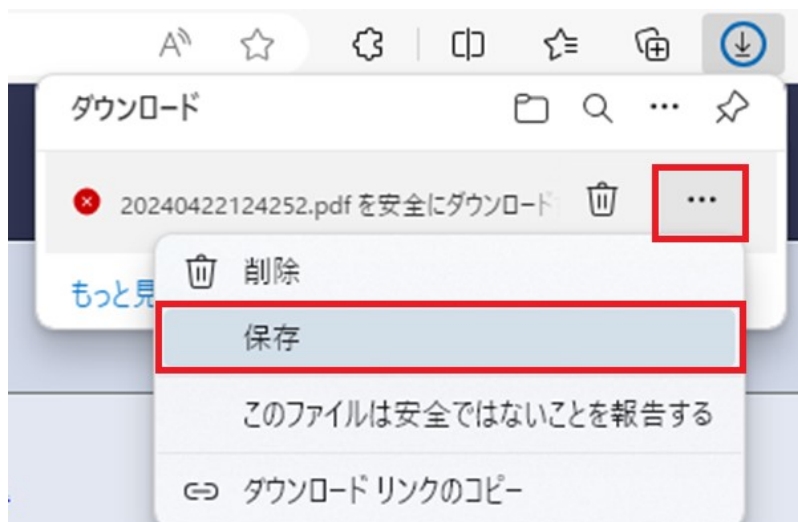 ダウンロード
20240422124252.pdf を安全にダウンロード
削除
もっと見
保存
このファイルは安全ではないことを報告する
ダウンロード リンクのコピー